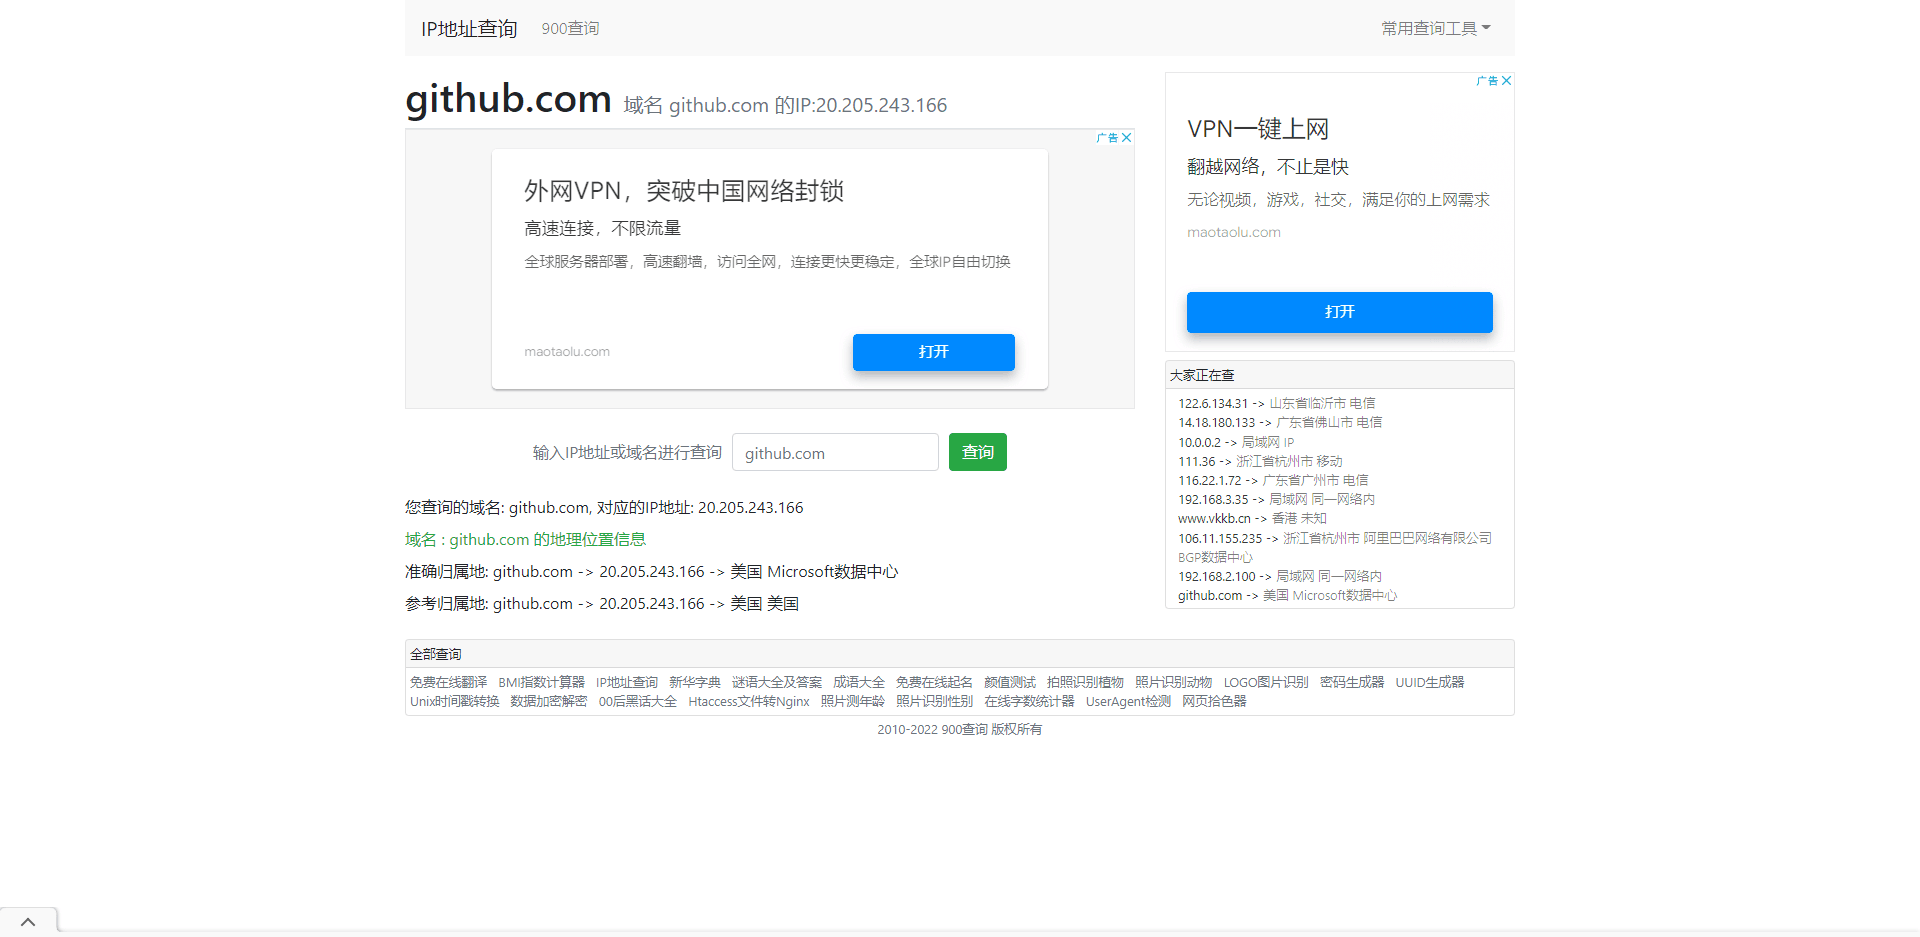 IP地址查询 900查询 常用查询工具
github.com 域名 github.com 的IP:20.205.243.166
广告
外网VPN，突破中国网络封锁
高速连接，不限流量
全球服务器部署，高速翻墙，访问全网，连接更快更稳定，全球IP自由切换
maotaolu.com 打开
输入IP地址或域名进行查询 github.com 查询
您查询的域名: github.com, 对应的IP地址: 20.205.243.166
域名 : github.com 的地理位置信息
准确归属地: github.com -> 20.205.243.166 -> 美国 Microsoft数据中心
参考归属地: github.com -> 20.205.243.166 -> 美国 美国
广告
VPN一键上网
翻越网络，不止是快
无论视频，游戏，社交，满足你的上网需求
maotaolu.com
打开
大家正在查
122.6.134.31 -> 山东省临沂市 电信
14.18.180.133 -> 广东省佛山市 电信
10.0.0.2 -> 局域网 IP
111.36 -> 浙江省杭州市 移动
116.22.1.72 -> 广东省广州市 电信
192.168.3.35 -> 局域网 同一网络内
www.vkkb.cn -> 香港 未知
106.11.155.235 -> 浙江省杭州市 阿里巴巴网络有限公司
BGP数据中心
192.168.2.100 -> 局域网 同一网络内
github.com -> 美国 Microsoft数据中心
全部查询
免费在线翻译 BMI指数计算器 IP地址查询 新华字典 谜语大全及答案 成语大全 免费在线起名 颜值测试 拍照识别植物 照片识别动物 LOGO图片识别 密码生成器 UUID生成器
Unix时间戳转换 数据加密解密 00后黑话大全 Htaccess文件转Nginx 照片测年龄 照片识别性别 在线字数统计器 UserAgent检测 网页拾色器
2010-2022 900查询 版权所有